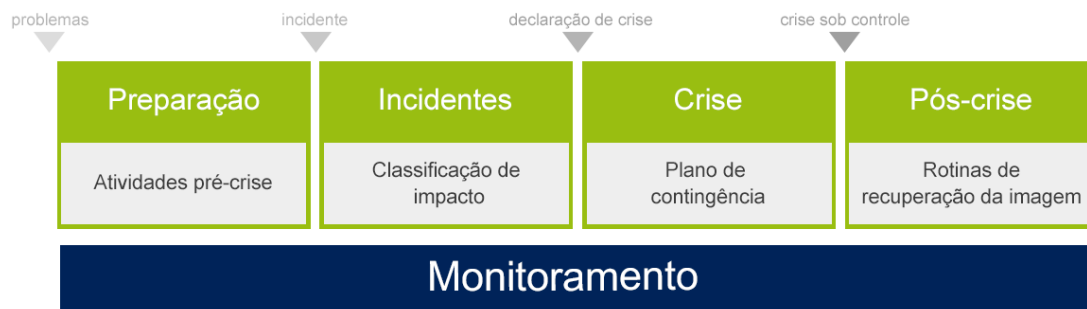 problemas
incidente
declaração de crise
crise sob controle
Preparação
Incidentes
Crise
Pós-crise
Atividades pré-crise
Classificação de
impacto
Plano de
contingência
Rotinas de
recuperação da imagem
Monitoramento